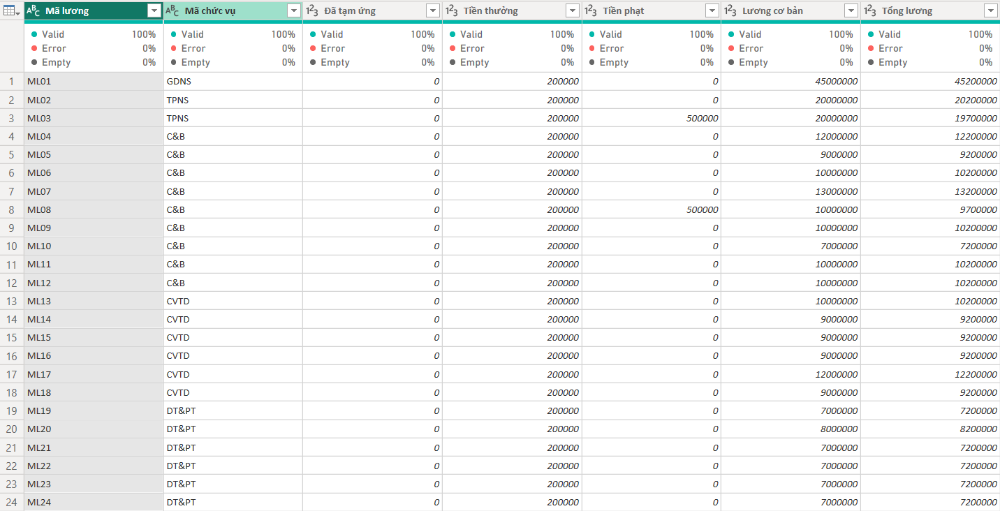 ABC Mã lương ABC Mã chức vụ 123 Đã tạm ứng 123 Tiền thưởng 123 Tiền phạt 123 Lương cơ bản 123 Tổng lương
Valid 100% Valid 100% Valid 100% Valid 100% Valid 100% Valid 100% Valid 100%
Error 0% Error 0% Error 0% Error 0% Error 0% Error 0% Error 0%
Empty 0% Empty 0% Empty 0% Empty 0% Empty 0% Empty 0% Empty 0%
1 ML01 GDNS 0 200000 0 45000000 45200000
2 ML02 TPNS 0 200000 0 20000000 20200000
3 ML03 TPNS 0 200000 500000 20000000 19700000
4 ML04 C&B 0 200000 0 12000000 12200000
5 ML05 C&B 0 200000 0 9000000 9200000
6 ML06 C&B 0 200000 0 10000000 10200000
7 ML07 C&B 0 200000 0 13000000 13200000
8 ML08 C&B 0 200000 500000 10000000 9700000
9 ML09 C&B 0 200000 0 10000000 10200000
10 ML10 C&B 0 200000 0 7000000 7200000
11 ML11 C&B 0 200000 0 10000000 10200000
12 ML12 C&B 0 200000 0 10000000 10200000
13 ML13 CVTD 0 200000 0 10000000 10200000
14 ML14 CVTD 0 200000 0 9000000 9200000
15 ML15 CVTD 0 200000 0 9000000 9200000
16 ML16 CVTD 0 200000 0 9000000 9200000
17 ML17 CVTD 0 200000 0 12000000 12200000
18 ML18 CVTD 0 200000 0 9000000 9200000
19 ML19 DT&PT 0 200000 0 7000000 7200000
20 ML20 DT&PT 0 200000 0 8000000 8200000
21 ML21 DT&PT 0 200000 0 7000000 7200000
22 ML22 DT&PT 0 200000 0 7000000 7200000
23 ML23 DT&PT 0 200000 0 7000000 7200000
24 ML24 DT&PT 0 200000 0 7000000 7200000